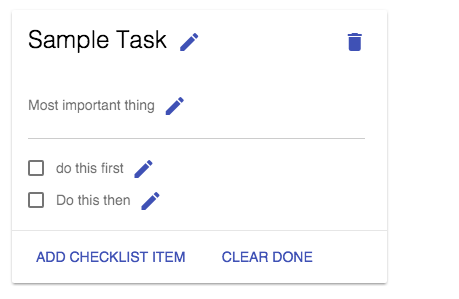 Sample Task
Most important thing
do this first
Do this then
ADD CHECKLIST ITEM CLEAR DONE